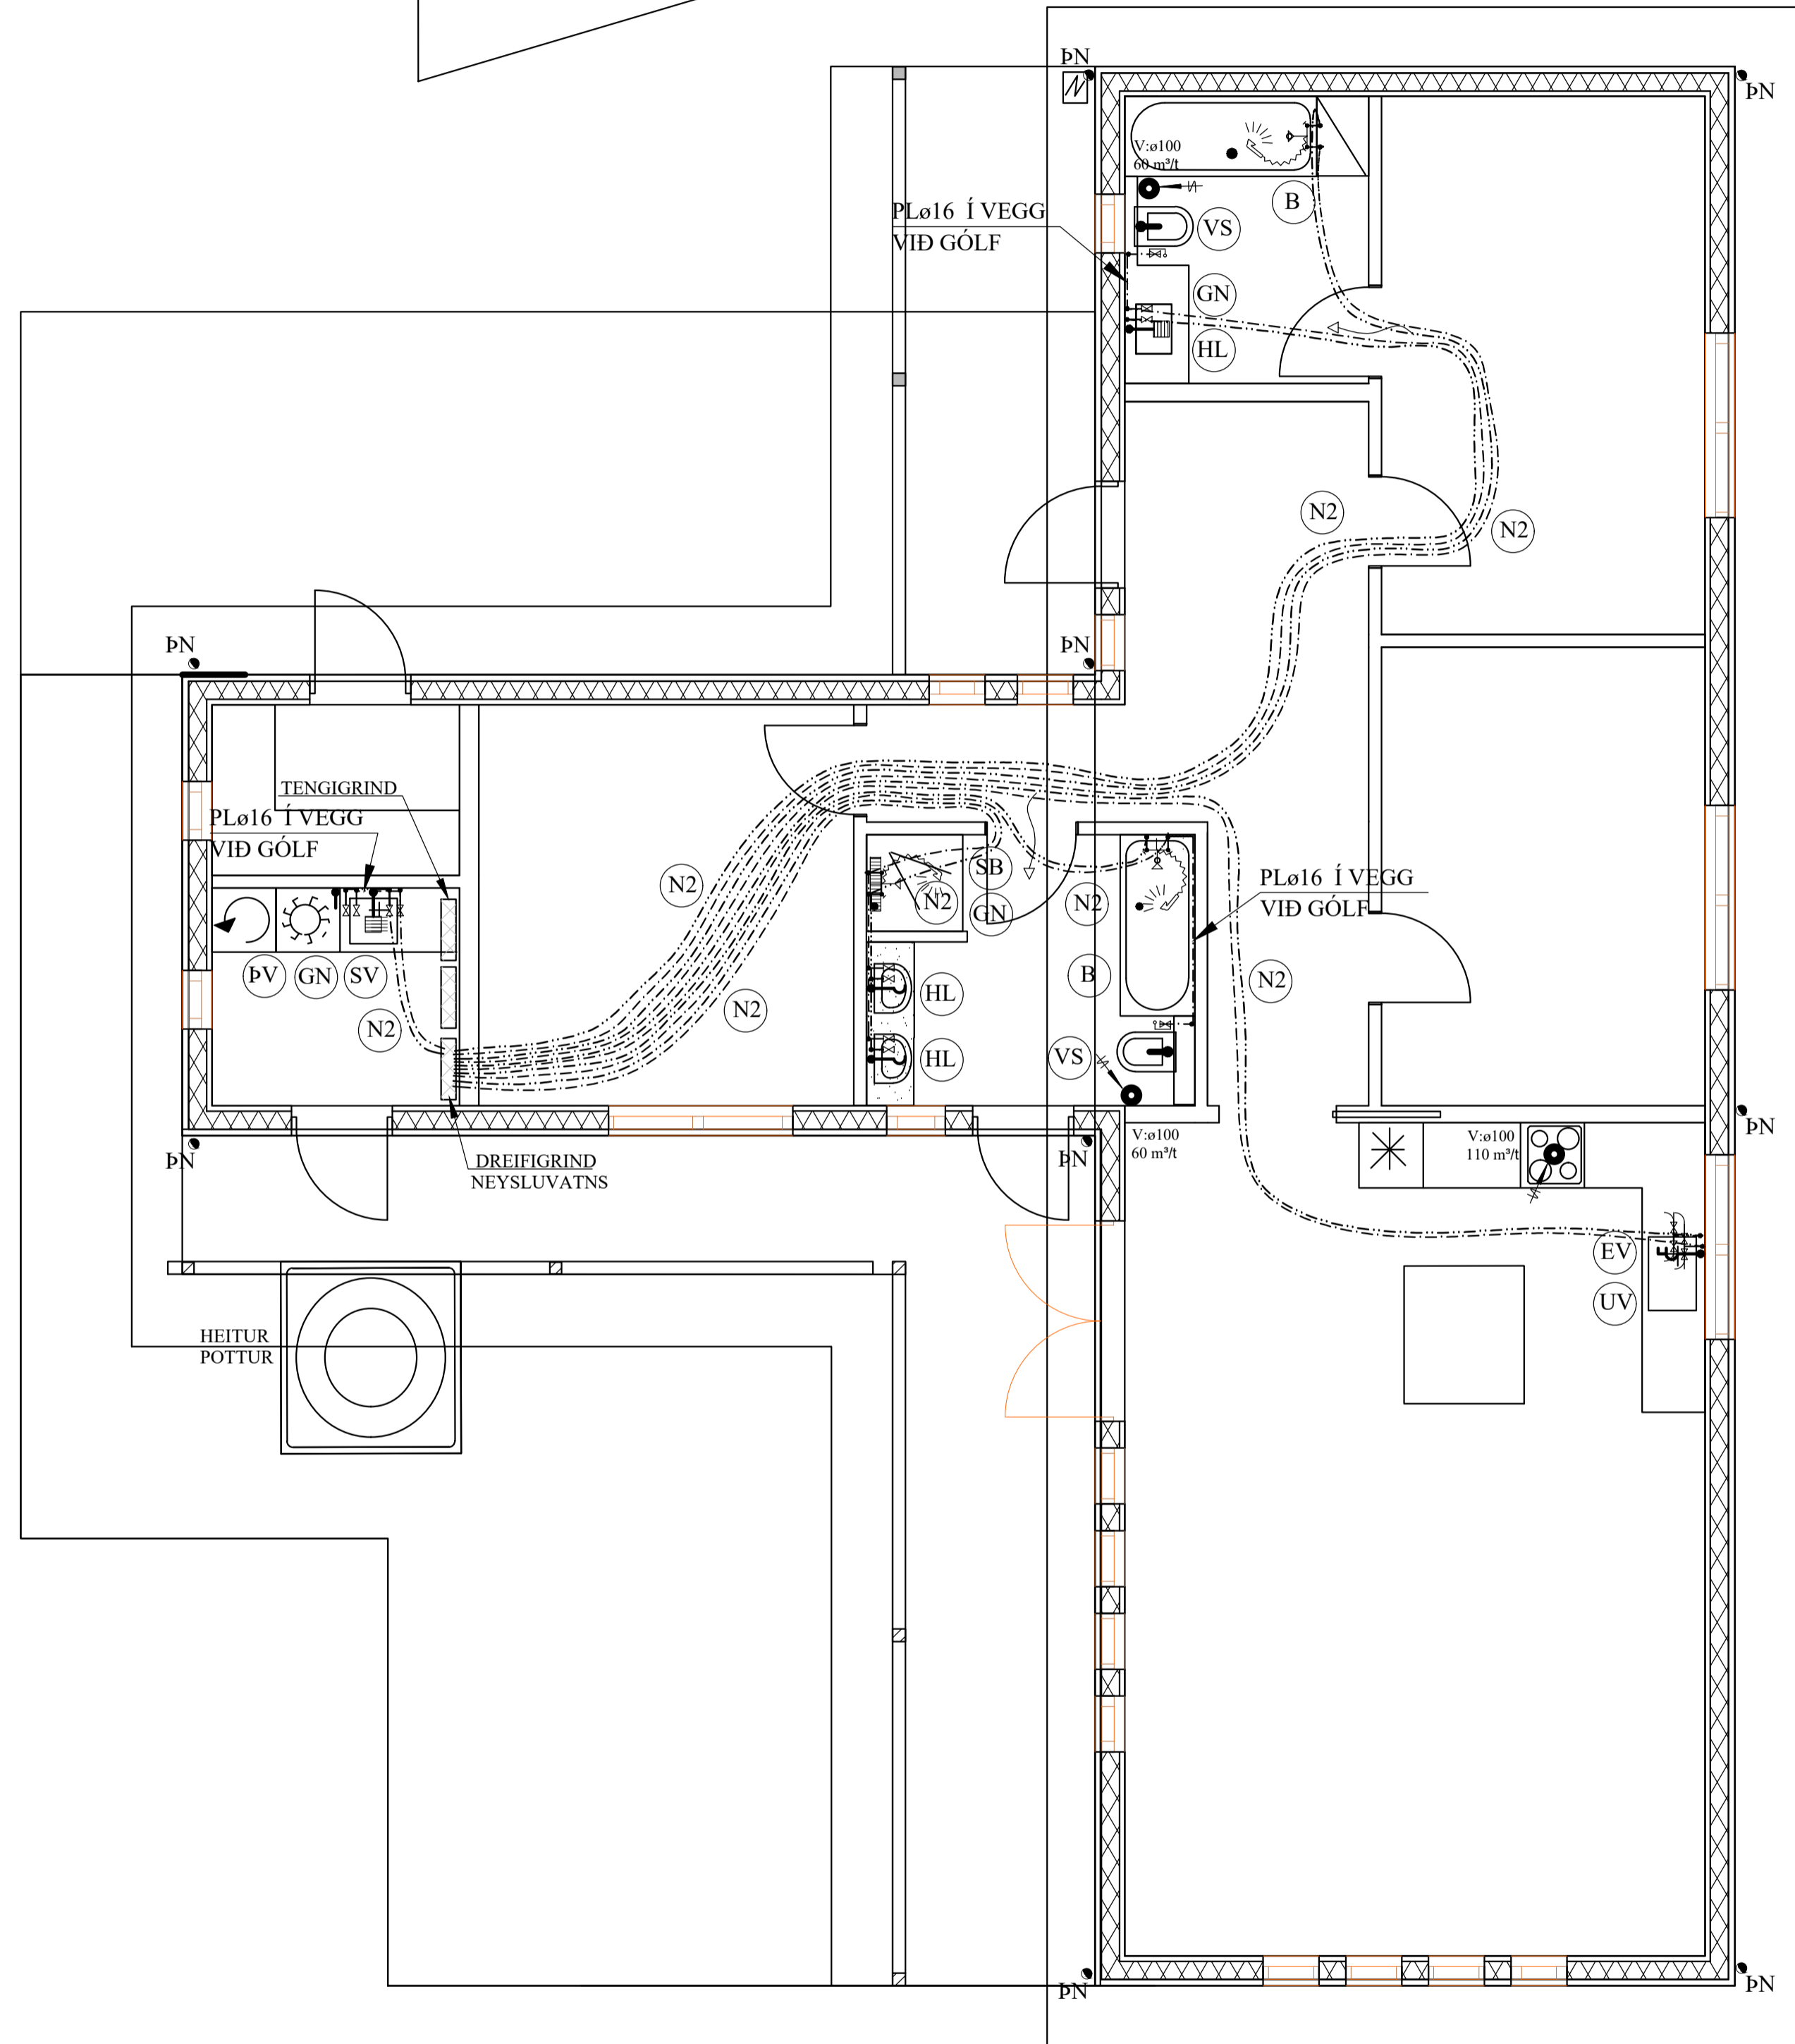 ÞN
ÞN
V:ø100
60 m³/t
B
PLø16 Í VEGG
VIÐ GÓLF
VS
GN
HL
N2
N2
ÞN
ÞN
TENGIGRIND
PLø16 Í VEGG
VIÐ GÓLF
N2
SB
N2
GN
N2
PLø16 Í VEGG
VIÐ GÓLF
ÞV
GN
SV
HL
B
N2
N2
N2
HL
VS
ÞN
ÞN
ÞN
V:ø100
60 m³/t
V:ø100
110 m³/t
DREIFIGRIND
NEYSLUVATNS
EV
UV
HEITUR
POTTUR
ÞN
ÞN